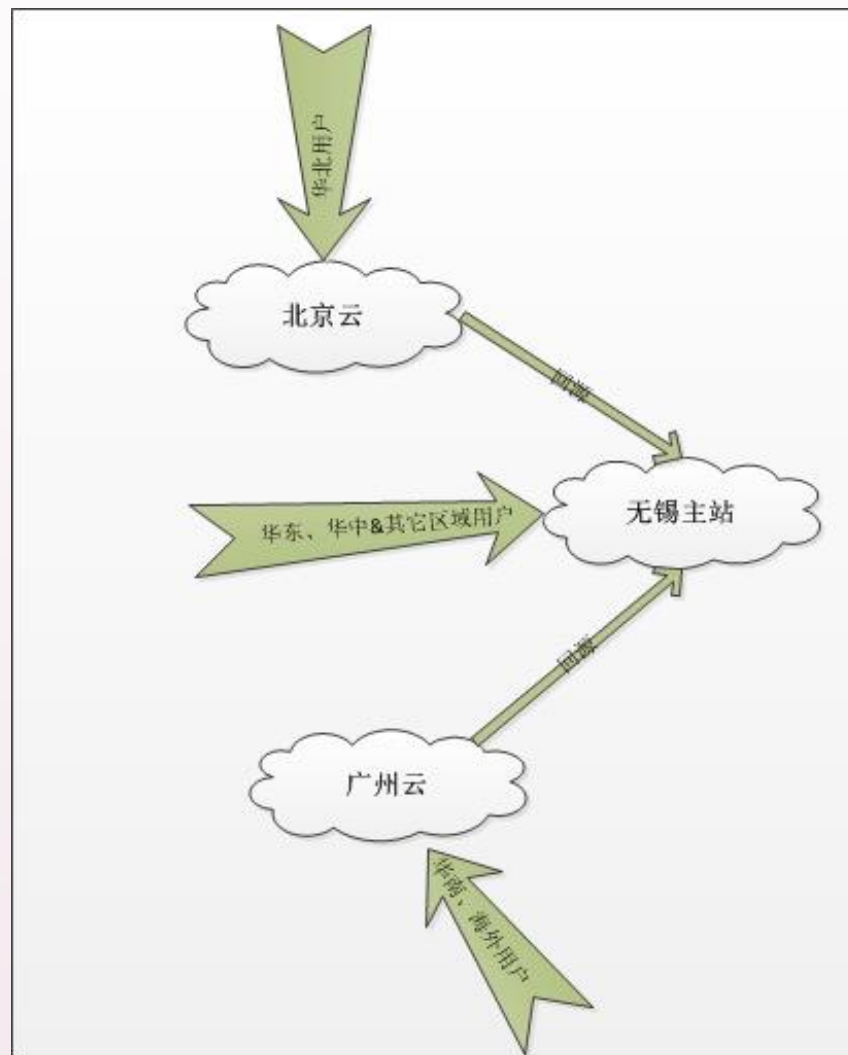 华北用户
北京云
回源
华东、华中&其它区域用户
无锡主站
回源
广州云
华南、海外用户